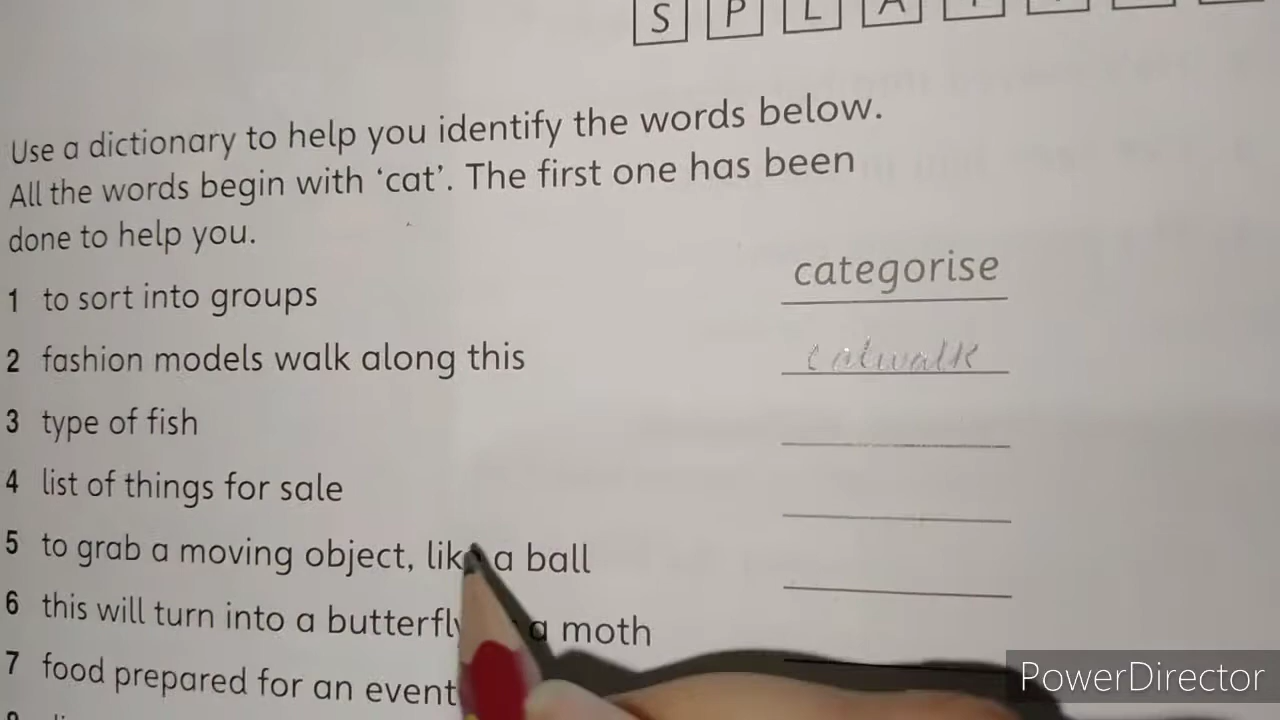 S P L A
Use a dictionary to help you identify the words below.
All the words begin with ‘cat’. The first one has been
done to help you.
1 to sort into groups categorise
2 fashion models walk along this catwalk
3 type of fish
4 list of things for sale
5 to grab a moving object, like a ball
6 this will turn into a butterfly a moth
7 food prepared for an event
PowerDirector